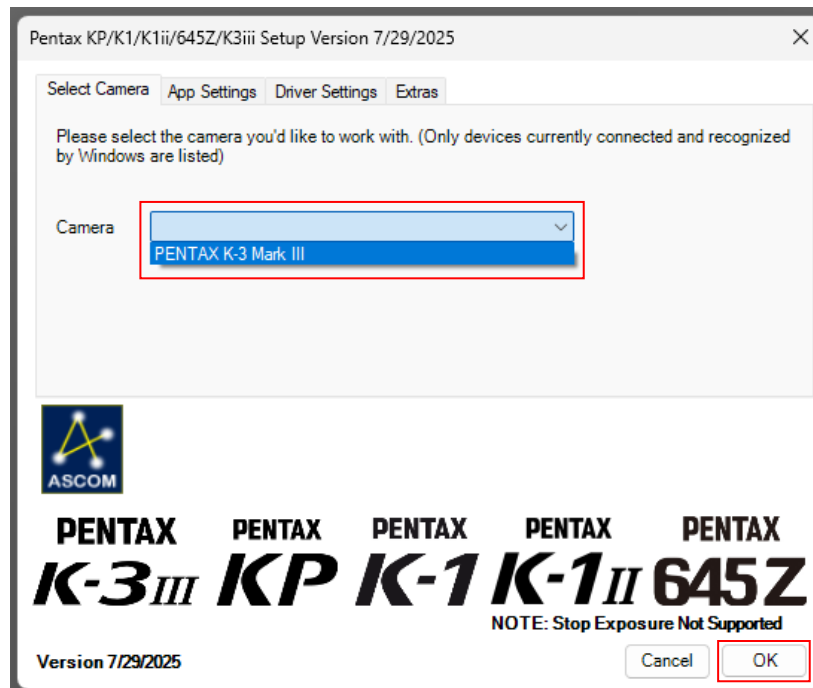 Pentax KP/K1/K1ii/645Z/K3iii Setup Version 7/29/2025
Select Camera App Settings Driver Settings Extras
Please select the camera you'd like to work with. (Only devices currently connected and recognized
by Windows are listed)
Camera
PENTAX K-3 Mark III
ASCOM
PENTAX PENTAX PENTAX PENTAX PENTAX
K-3III KP K-1 K-1II 645Z
NOTE: Stop Exposure Not Supported
Version 7/29/2025 Cancel OK